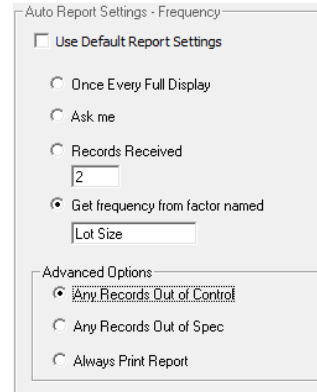 Auto Report Settings - Frequency
Use Default Report Settings
Once Every Full Display
Ask me
Records Received
2
Get frequency from factor named
Lot Size
Advanced Options
Any Records Out of Control
Any Records Out of Spec
Always Print Report